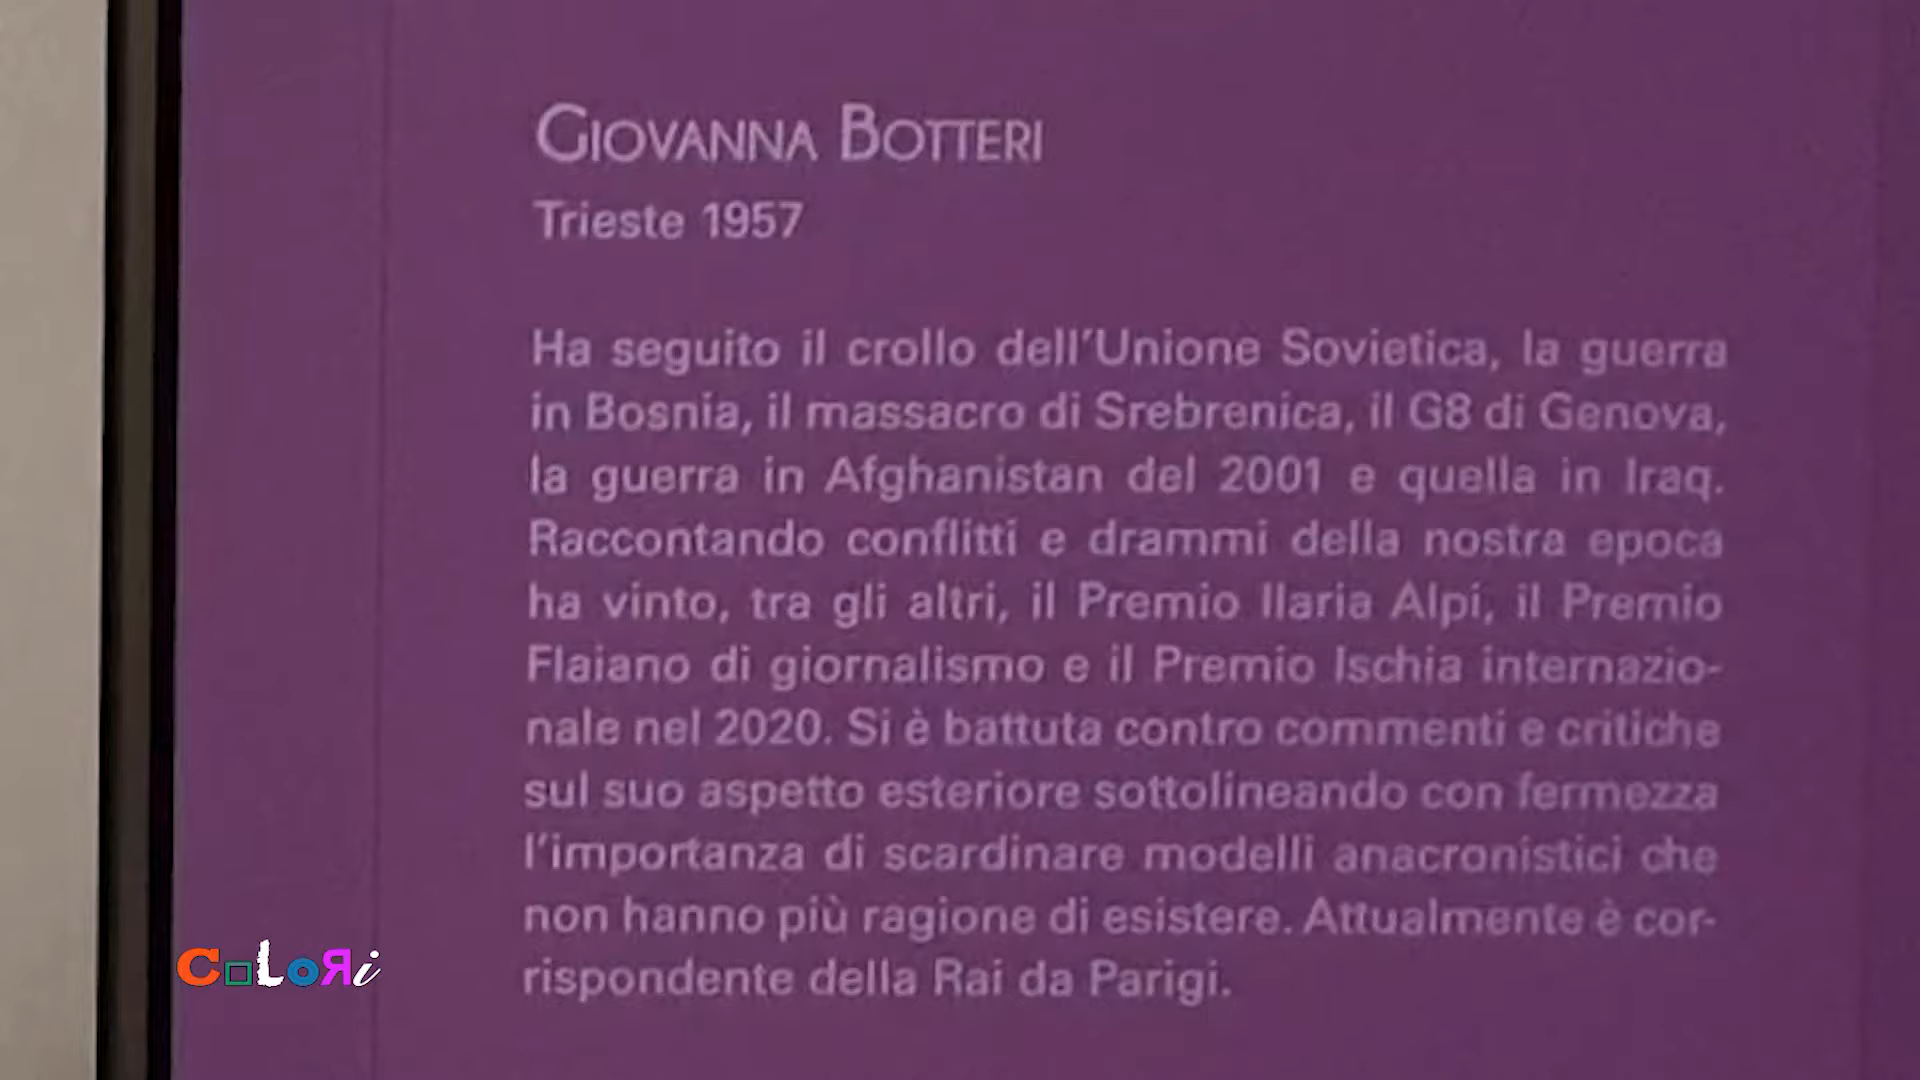 GIOVANNA BOTTERI
Trieste 1957
Ha seguito il crollo dell'Unione Sovietica, la guerra
in Bosnia, il massacro di Srebrenica, il G8 di Genova,
la guerra in Afghanistan del 2001 e quella in Iraq.
Raccontando conflitti e drammi della nostra epoca
ha vinto, tra gli altri, il Premio Ilaria Alpi, il Premio
Flaiano di giornalismo e il Premio Ischia internazio-
nale nel 2020. Si è battuta contro commenti e critiche
sul suo aspetto esteriore sottolineando con fermezza
l'importanza di scardinare modelli anacronistici che
non hanno più ragione di esistere. Attualmente è cor-
rispondente della Rai da Parigi.
COLORi